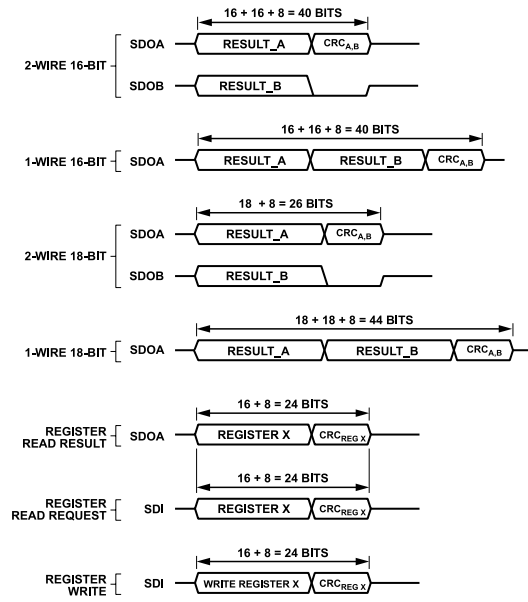 16 + 16 + 8 = 40 BITS
2-WIRE 16-BIT
SDOA
RESULT_A
CRCA,B
SDOB
RESULT_B
16 + 16 + 8 = 40 BITS
1-WIRE 16-BIT
SDOA
RESULT_A
RESULT_B
CRCA,B
18 + 8 = 26 BITS
2-WIRE 18-BIT
SDOA
RESULT_A
CRCA,B
SDOB
RESULT_B
18 + 18 + 8 = 44 BITS
1-WIRE 18-BIT
SDOA
RESULT_A
RESULT_B
CRCA,B
16 + 8 = 24 BITS
REGISTER
READ RESULT
SDOA
REGISTER X
CRCREG X
16 + 8 = 24 BITS
REGISTER
READ REQUEST
SDI
REGISTER X
CRCREG X
16 + 8 = 24 BITS
REGISTER
WRITE
SDI
WRITE REGISTER X
CRCREG X